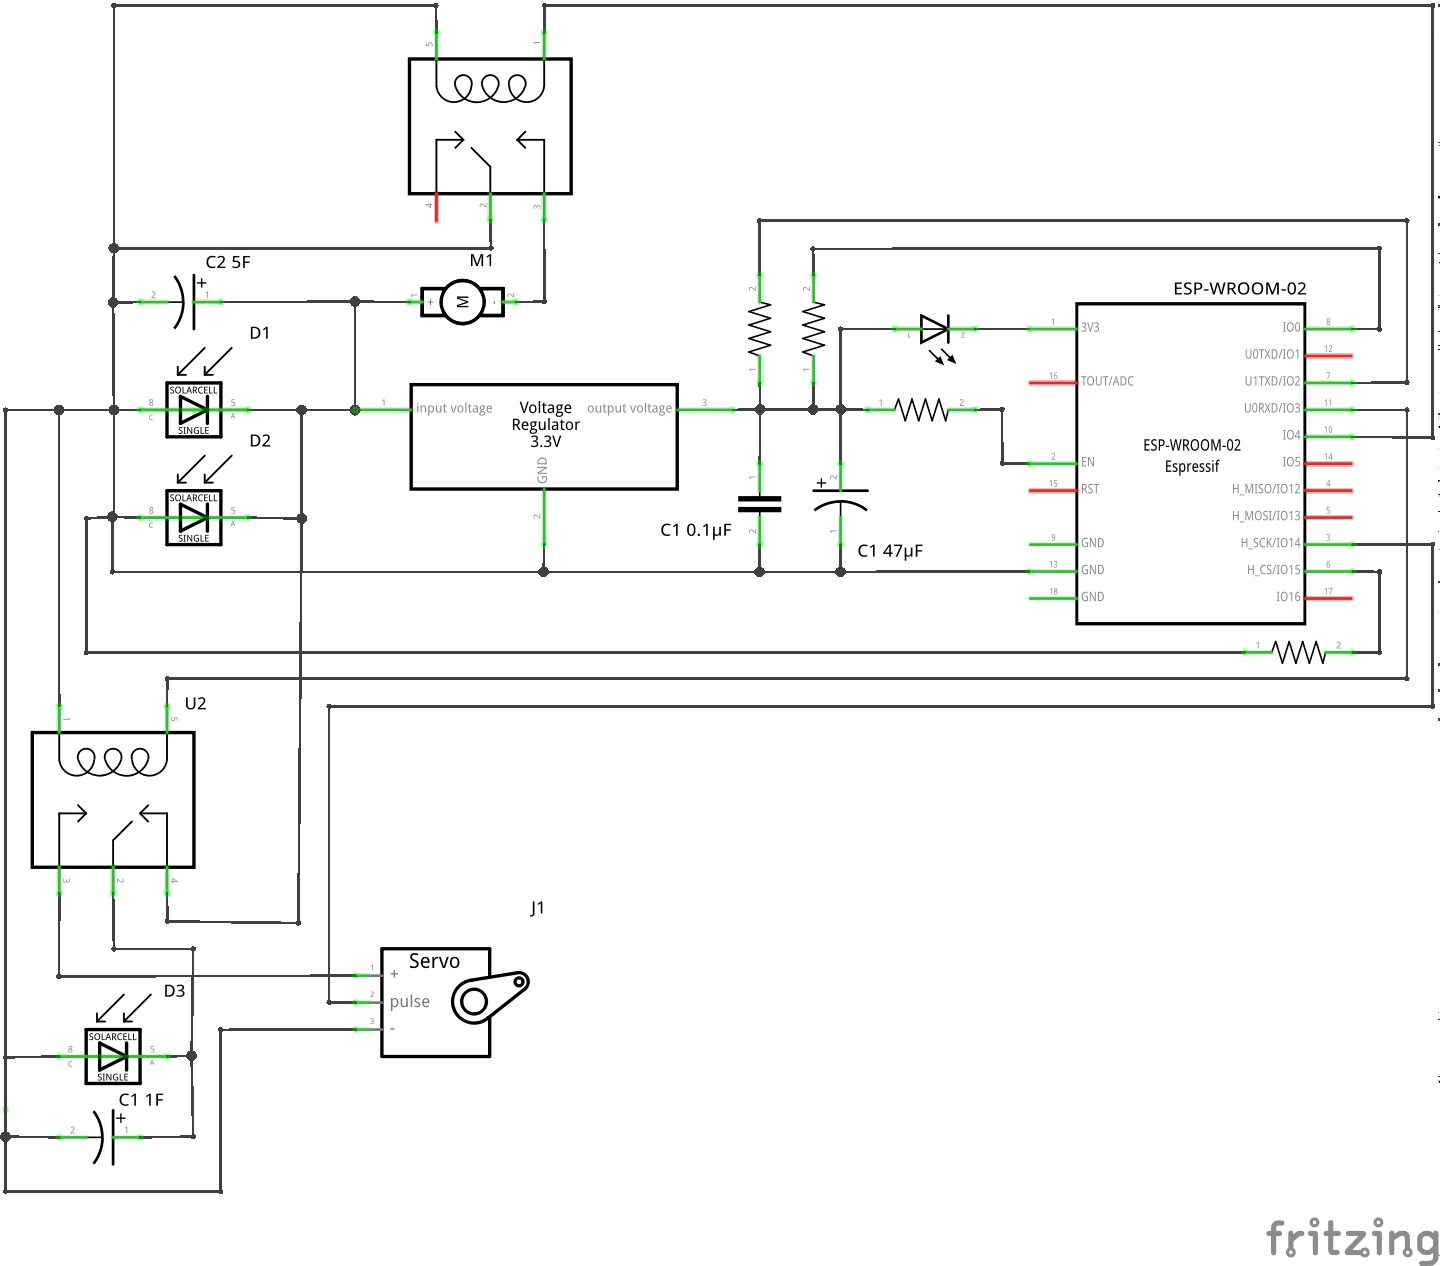 5
1
4
2
3
C2 5F
M1
2
+
1
1
+
M
-
2
D1
SOLARCELL
8
C
5
A
SINGLE
D2
SOLARCELL
8
C
5
A
SINGLE
1
input voltage
Voltage
Regulator
3.3V
output voltage
3
GND
2
2
1
2
1
1
2
1
2
C1 0.1µF
1
2
+
2
1
C1 47µF
ESP-WROOM-02
ESP-WROOM-02
Espressif
1
3V3
16
TOUT/ADC
2
EN
15
RST
9
GND
13
GND
18
GND
IO0
8
U0TXD/IO1
12
U1TXD/IO2
7
U0RXD/IO3
11
IO4
10
IO5
14
H_MISO/IO12
4
H_MOSI/IO13
5
H_SCK/IO14
3
H_CS/IO15
6
IO16
17
1
2
U2
1
5
3
2
4
J1
Servo
1
+
2
pulse
3
-
D3
SOLARCELL
8
C
5
A
SINGLE
C1 1F
2
+
1
fritzing